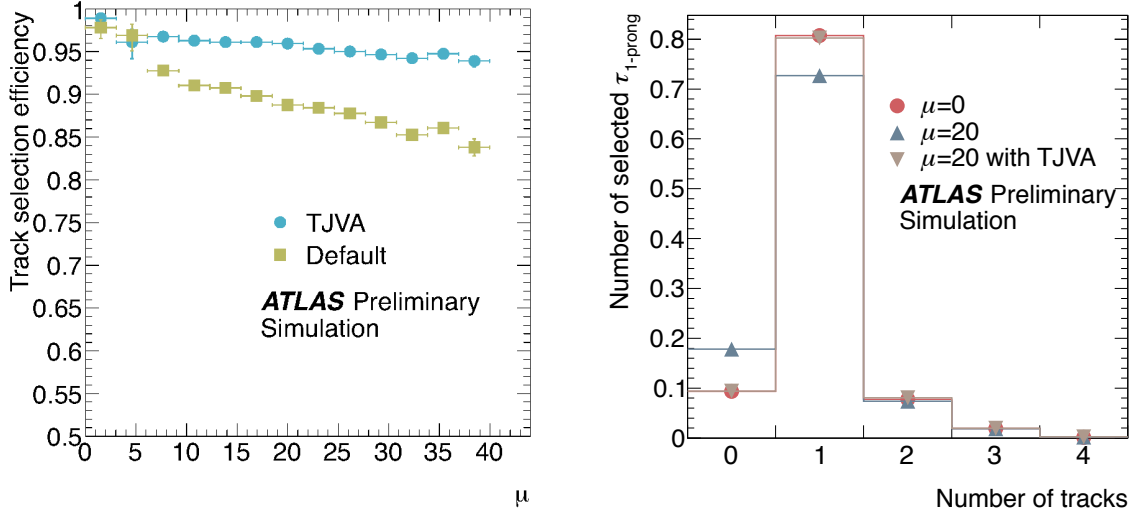 Track selection efficiency
1
0.95
0.9
0.85
0.8
0.75
0.7
0.65
0.6
0.55
0.5
TJVA
Default
ATLAS Preliminary
Simulation
0 5 10 15 20 25 30 35 40
μ
Number of selected τ1-prong
0.8
0.7
0.6
0.5
0.4
0.3
0.2
0.1
0
μ=0
μ=20
μ=20 with TJVA
ATLAS Preliminary
Simulation
0 1 2 3 4
Number of tracks